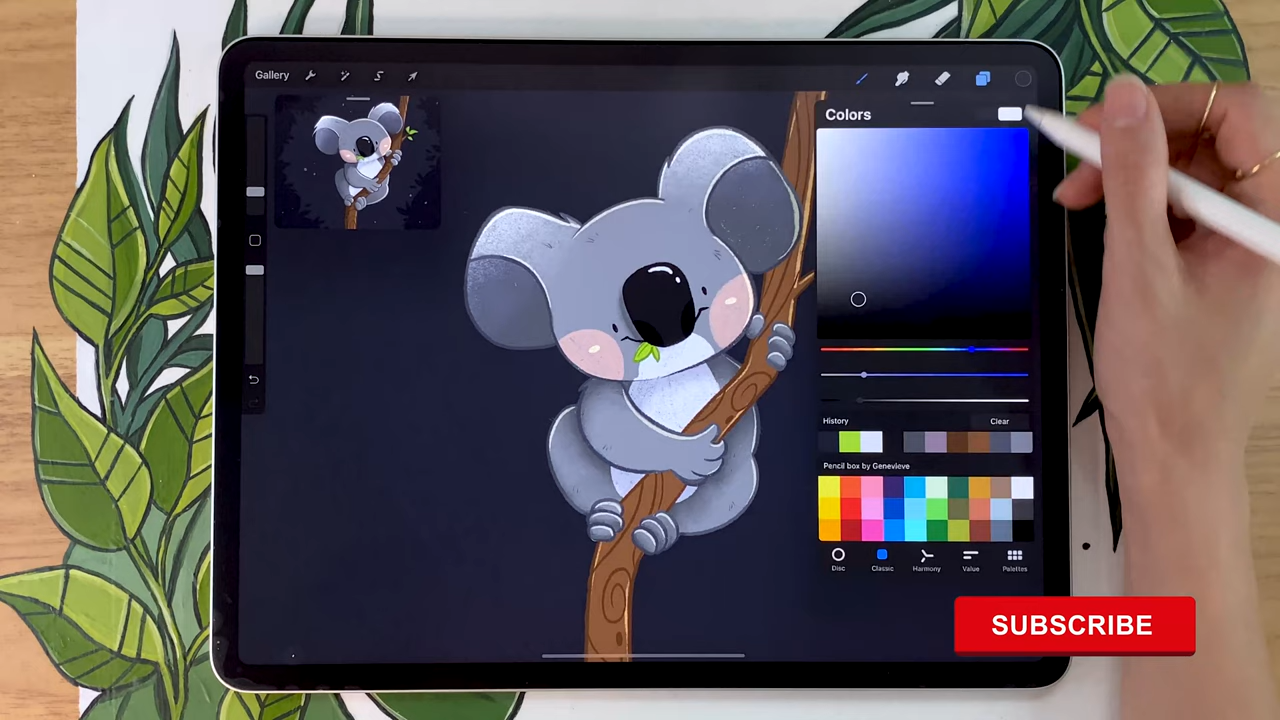 Gallery
Colors
History
Clear
Pencil box by Genevieve
Disc
Classic
Harmony
Value
Palettes
SUBSCRIBE